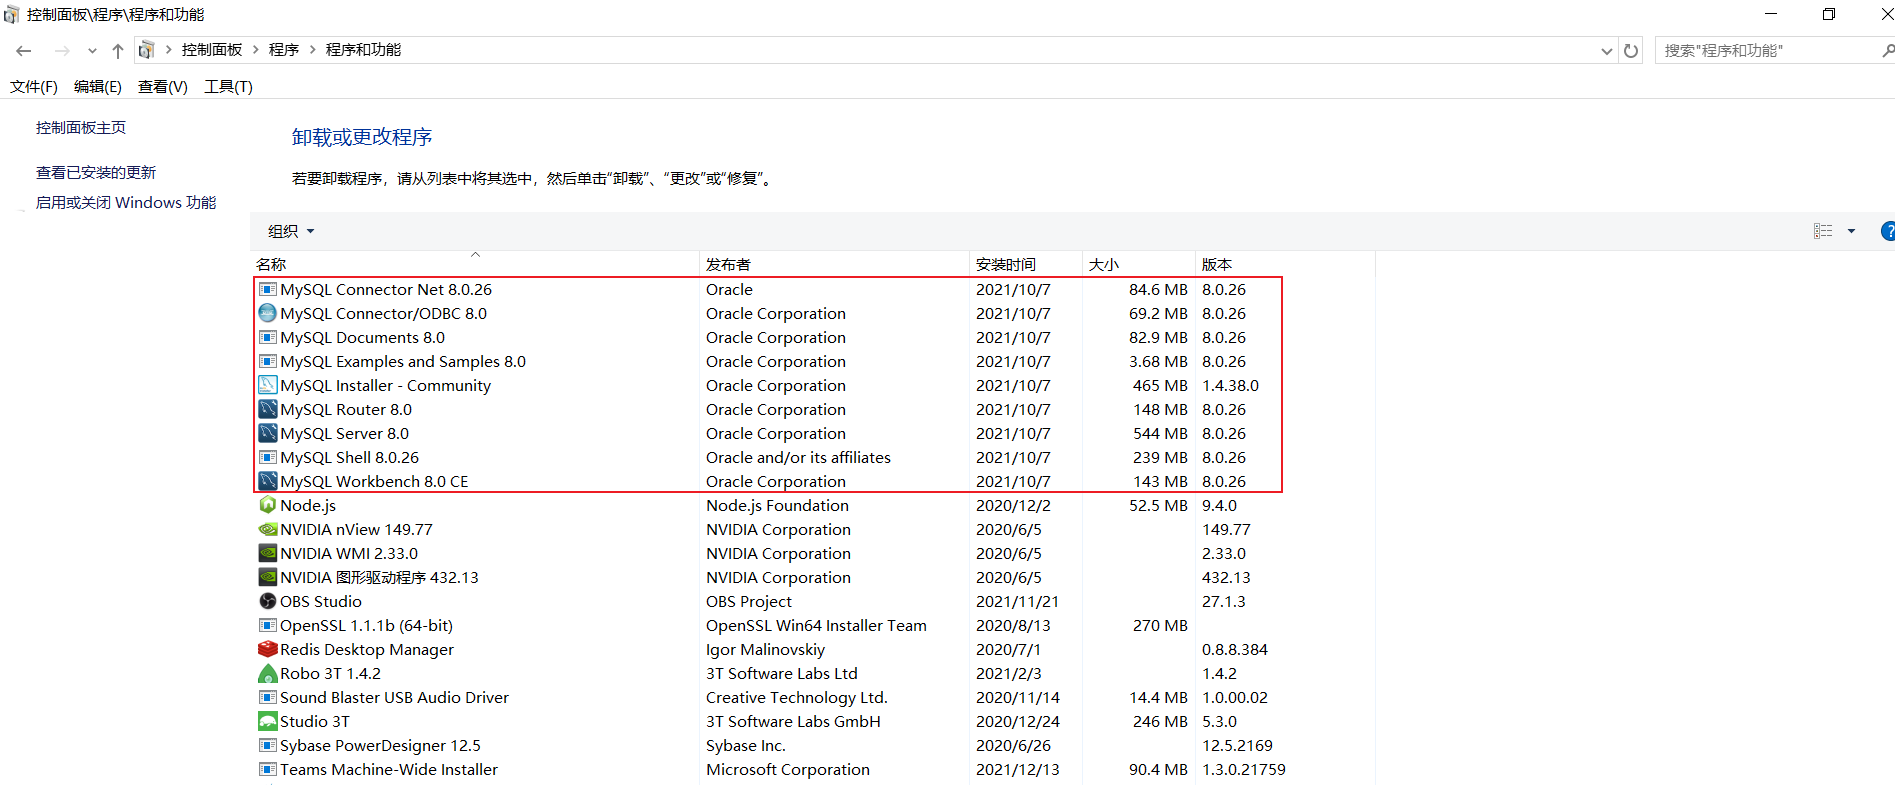 控制面板\程序\程序和功能
控制面板 程序 程序和功能 搜索"程序和功能"
文件(F) 编辑(E) 查看(V) 工具(T)
控制面板主页
查看已安装的更新
启用或关闭 Windows 功能
卸载或更改程序
若要卸载程序，请从列表中将其选中，然后单击“卸载”、“更改”或“修复”。
组织
名称 发布者 安装时间 大小 版本
MySQL Connector Net 8.0.26 Oracle 2021/10/7 84.6 MB 8.0.26
MySQL Connector/ODBC 8.0 Oracle Corporation 2021/10/7 69.2 MB 8.0.26
MySQL Documents 8.0 Oracle Corporation 2021/10/7 82.9 MB 8.0.26
MySQL Examples and Samples 8.0 Oracle Corporation 2021/10/7 3.68 MB 8.0.26
MySQL Installer - Community Oracle Corporation 2021/10/7 465 MB 1.4.38.0
MySQL Router 8.0 Oracle Corporation 2021/10/7 148 MB 8.0.26
MySQL Server 8.0 Oracle Corporation 2021/10/7 544 MB 8.0.26
MySQL Shell 8.0.26 Oracle and/or its affiliates 2021/10/7 239 MB 8.0.26
MySQL Workbench 8.0 CE Oracle Corporation 2021/10/7 143 MB 8.0.26
Node.js Node.js Foundation 2020/12/2 52.5 MB 9.4.0
NVIDIA nView 149.77 NVIDIA Corporation 2020/6/5 149.77
NVIDIA WMI 2.33.0 NVIDIA Corporation 2020/6/5 2.33.0
NVIDIA 图形驱动程序 432.13 NVIDIA Corporation 2020/6/5 432.13
OBS Studio OBS Project 2021/11/21 27.1.3
OpenSSL 1.1.1b (64-bit) OpenSSL Win64 Installer Team 2020/8/13 270 MB
Redis Desktop Manager Igor Malinovskiy 2020/7/1 0.8.8.384
Robo 3T 1.4.2 3T Software Labs Ltd 2021/2/3 1.4.2
Sound Blaster USB Audio Driver Creative Technology Ltd. 2020/11/14 14.4 MB 1.0.00.02
Studio 3T 3T Software Labs GmbH 2020/12/24 246 MB 5.3.0
Sybase PowerDesigner 12.5 Sybase Inc. 2020/6/26 12.5.2169
Teams Machine-Wide Installer Microsoft Corporation 2021/12/13 90.4 MB 1.3.0.21759